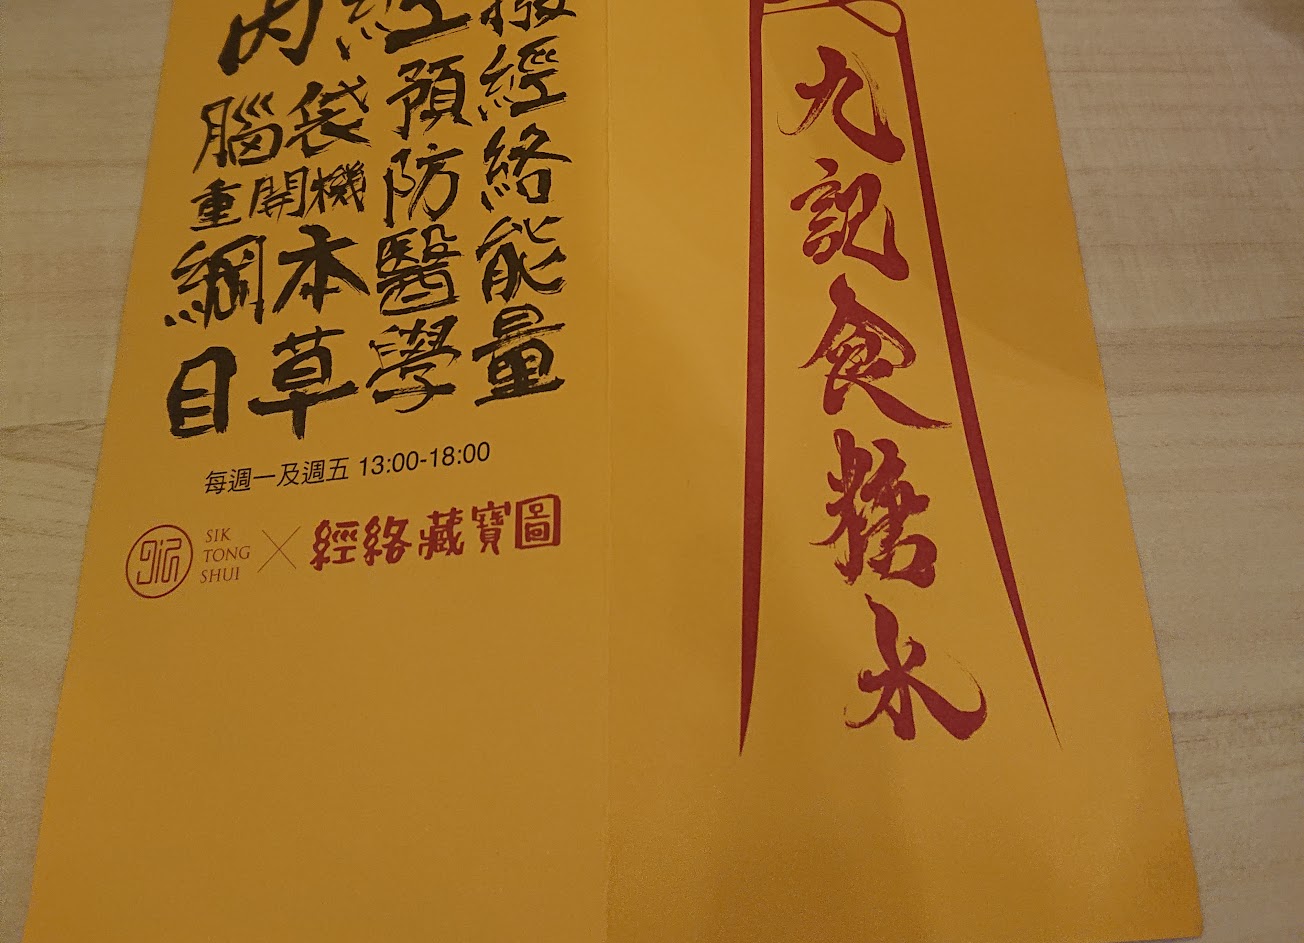 九記食糖水
經絡能量
預防醫學
內經
腦袋
重開機
本草
綱目
每週一及週五 13:00-18:00
SIK
TONG
SHUI
經絡藏寶圖